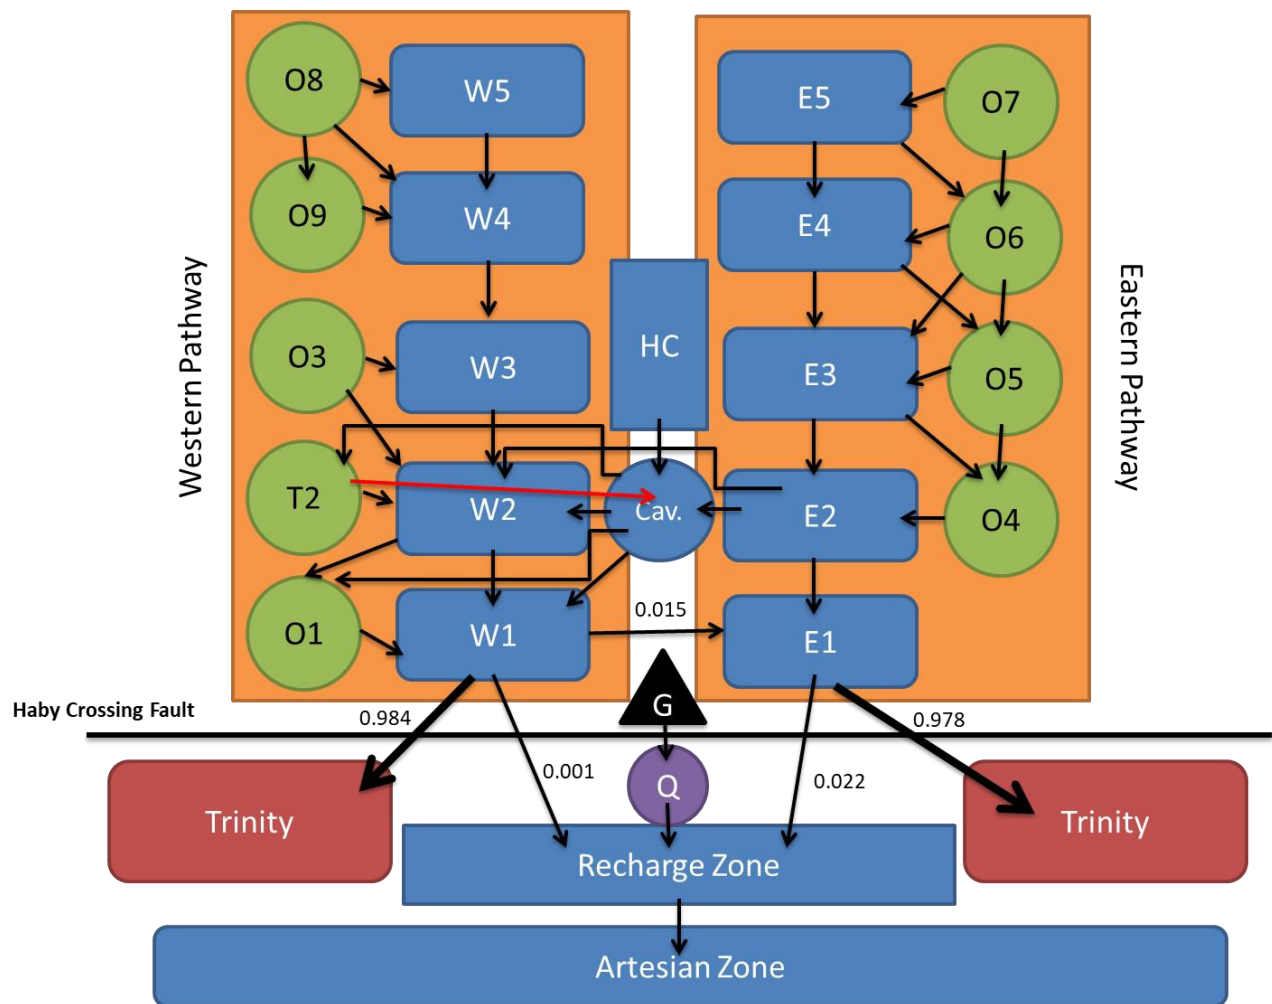 O8
W5
E5
O7
O9
W4
E4
O6
Western Pathway
Eastern Pathway
O3
W3
HC
E3
O5
T2
W2
Cav.
E2
O4
O1
W1
0.015
E1
Haby Crossing Fault
0.984
G
0.978
Trinity
0.001
Q
0.022
Trinity
Recharge Zone
Artesian Zone